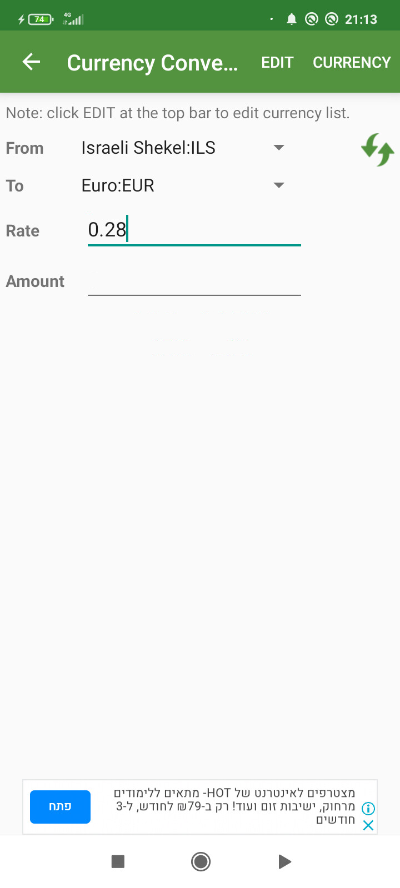 74 4G 21:13
Currency Conve... EDIT CURRENCY
Note: click EDIT at the top bar to edit currency list.
From Israeli Shekel:ILS
To Euro:EUR
Rate 0.28
Amount
מצטרפים לאינטרנט של HOT- מתאים ללימודים
מרחוק, ישיבות זום ועוד! רק ב-79₪ לחודש, ל-3
חודשים
פתח